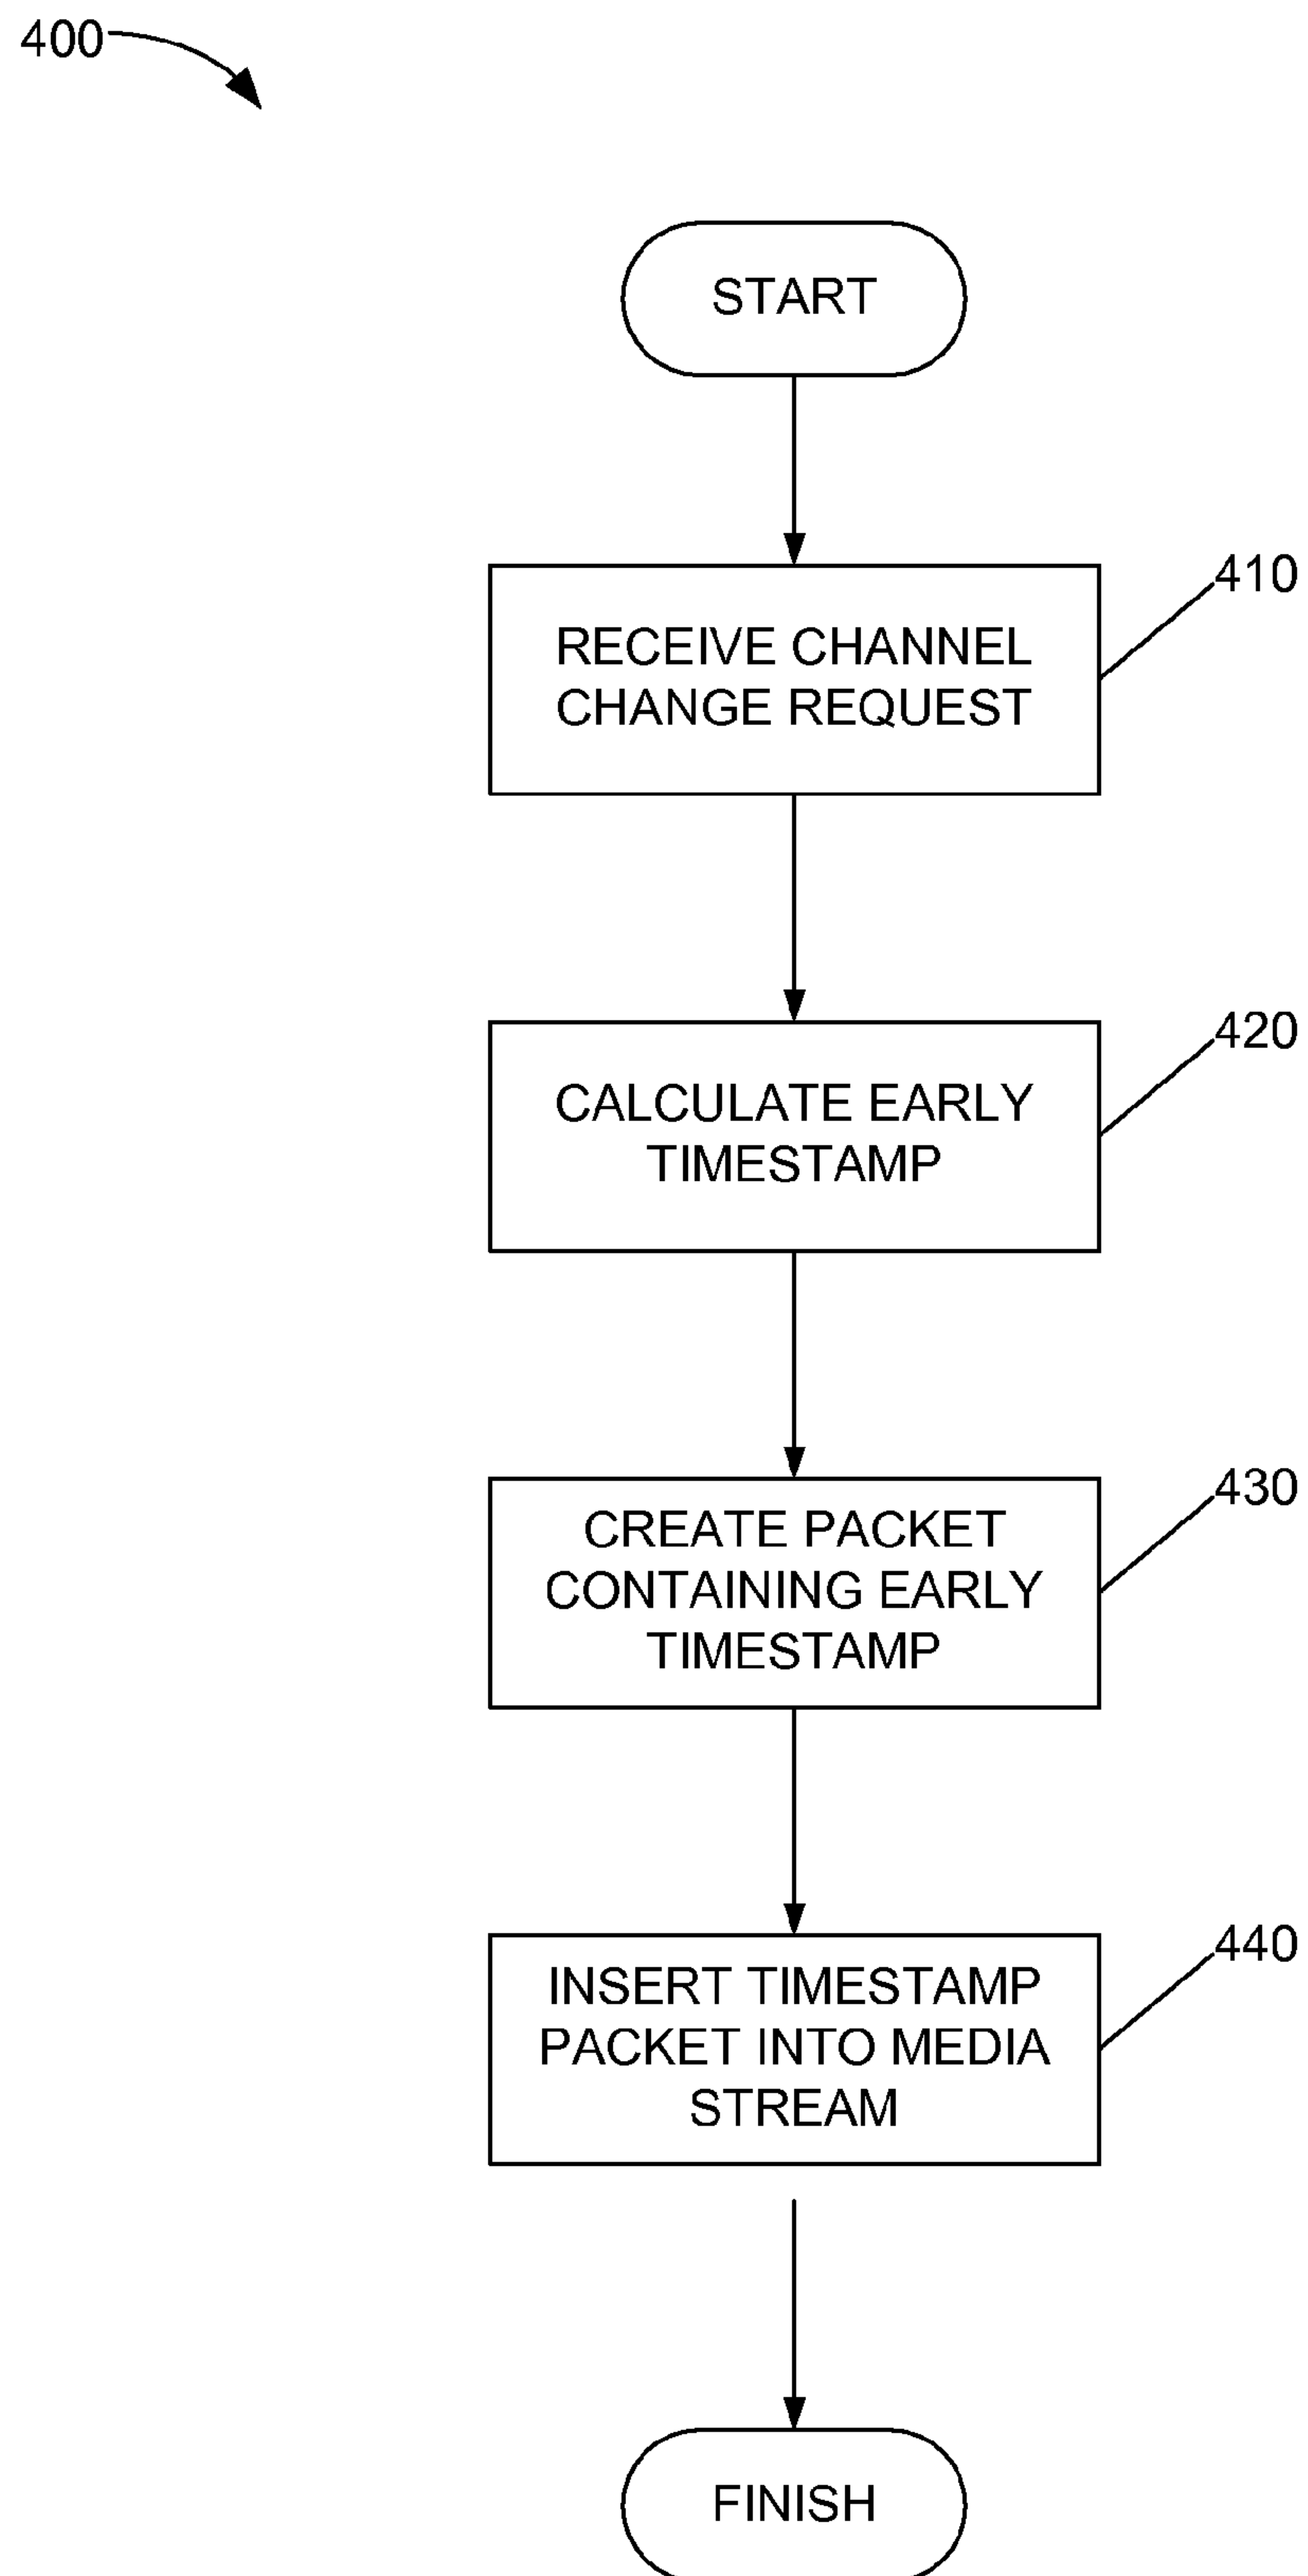 400
START
RECEIVE CHANNEL
CHANGE REQUEST
410
CALCULATE EARLY
TIMESTAMP
420
CREATE PACKET
CONTAINING EARLY
TIMESTAMP
430
INSERT TIMESTAMP
PACKET INTO MEDIA
STREAM
440
FINISH